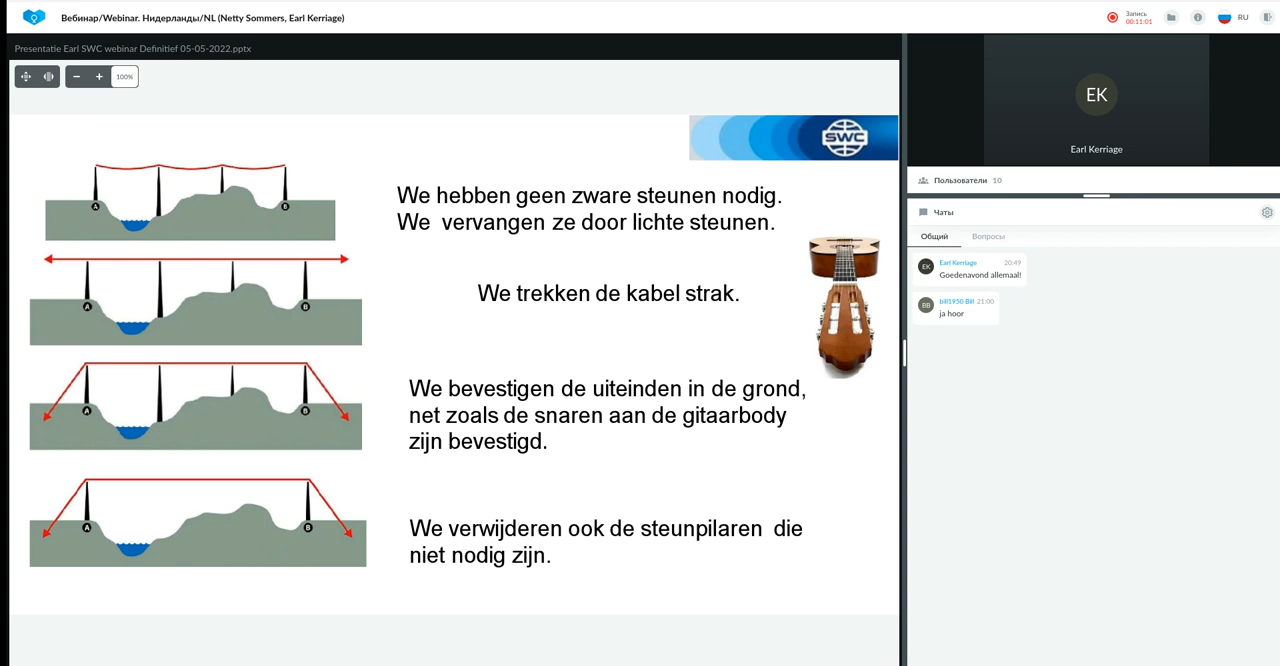 Вебинар/Webinar. Нидерланды/NL (Netty Sommers, Earl Kerriage)
Запись
00:11:01
RU
Presentatie Earl SWC webinar Definitief 05-05-2022.pptx
100%
SWC
We hebben geen zware steunen nodig.
We vervangen ze door lichte steunen.
A
B
We trekken de kabel strak.
A
B
We bevestigen de uiteinden in de grond,
net zoals de snaren aan de gitaarbody
zijn bevestigd.
A
B
We verwijderen ook de steunpilaren die
niet nodig zijn.
A
B
EK
Earl Kerriage
Пользователи 10
Чаты
Общий Вопросы
EK
Earl Kerriage 20:49
Goedenavond allemaal!
BB
bill1950 Bill 21:00
ja hoor